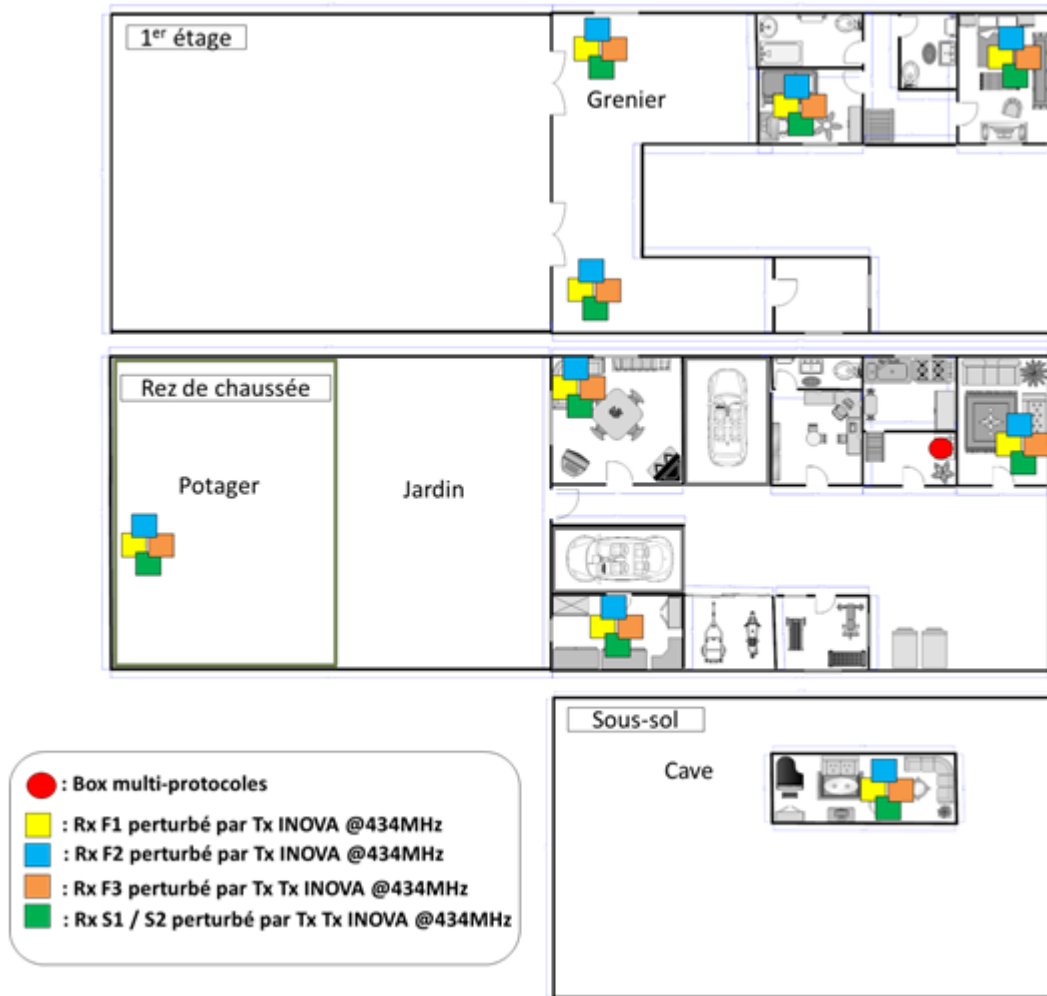 1er étage
Grenier
Rez de chaussée
Potager
Jardin
Sous-sol
Cave
: Box multi-protocoles
: Rx F1 perturbé par Tx INOVA @434MHz
: Rx F2 perturbé par Tx INOVA @434MHz
: Rx F3 perturbé par Tx Tx INOVA @434MHz
: Rx S1 / S2 perturbé par Tx Tx INOVA @434MHz